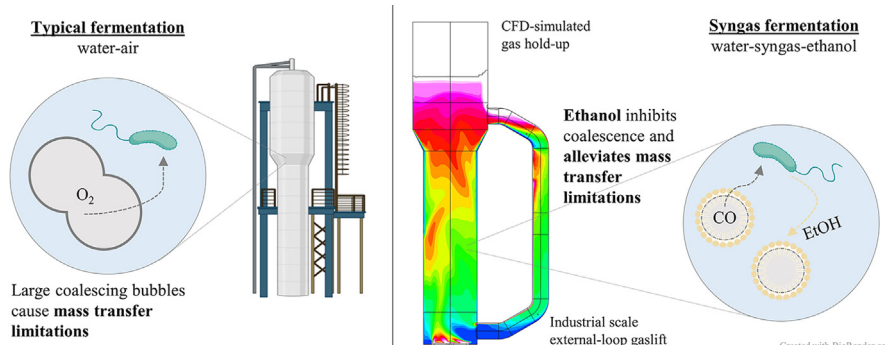 Typical fermentation
water-air
O2
Large coalescing bubbles
cause mass transfer
limitations
CFD-simulated
gas hold-up
Ethanol inhibits
coalescence and
alleviates mass
transfer
limitations
Industrial scale
external-loop gaslift
Syngas fermentation
water-syngas-ethanol
CO
EtOH